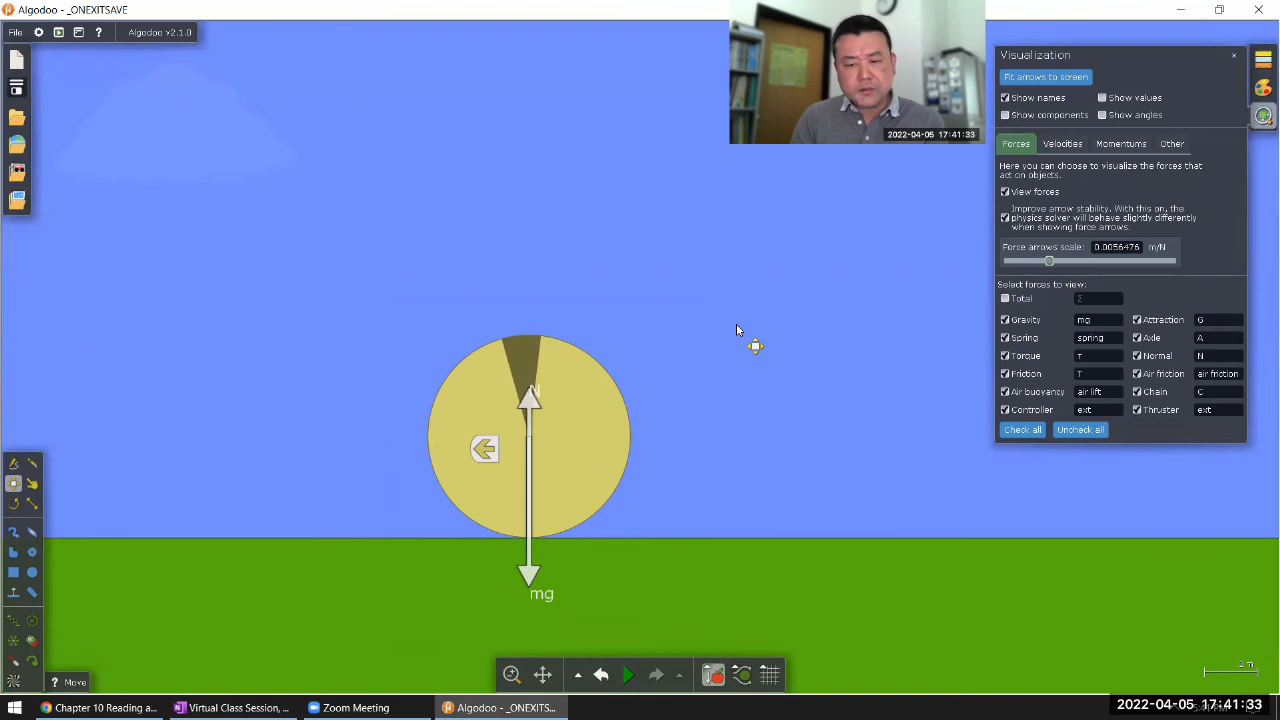 Algodoo - _ONEXITSAVE
File
?
Algodoo v2.1.0
2022-04-05 17:41:33
Visualization
Fit arrows to screen
Show names
Show values
Show components
Show angles
Forces
Velocities
Momentums
Other
Here you can choose to visualize the forces that
act on objects.
View forces
Improve arrow stability. With this on, the
physics solver will behave slightly differently
when showing force arrows.
Force arrows scale: 0.0056476 m/N
Select forces to view:
Total Σ
Gravity mg Attraction G
Spring spring Axle A
Torque τ Normal N
Friction T Air friction air friction
Air buoyancy air lift Chain C
Controller ext Thruster ext
Check all
Uncheck all
N
mg
? Move
1 m
Chapter 10 Reading a...
Virtual Class Session, ...
Zoom Meeting
Algodoo - _ONEXITS...
2022-04-05 17:41:33